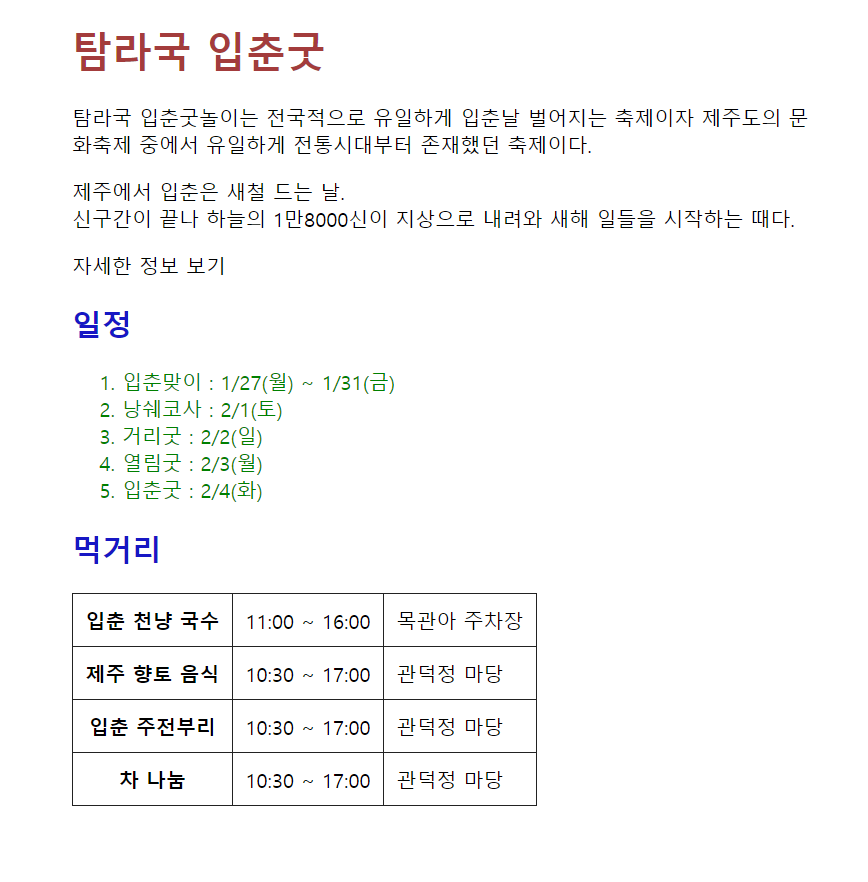 탐라국 입춘굿
탐라국 입춘굿놀이는 전국적으로 유일하게 입춘날 벌어지는 축제이자 제주도의 문
화축제 중에서 유일하게 전통시대부터 존재했던 축제이다.
제주에서 입춘은 새철 드는 날.
신구간이 끝나 하늘의 1만8000신이 지상으로 내려와 새해 일들을 시작하는 때다.
자세한 정보 보기
일정
1. 입춘맞이 : 1/27(월) ~ 1/31(금)
2. 낭쉐코사 : 2/1(토)
3. 거리굿 : 2/2(일)
4. 열림굿 : 2/3(월)
5. 입춘굿 : 2/4(화)
먹거리
입춘 천냥 국수 11:00 ~ 16:00 목관아 주차장
제주 향토 음식 10:30 ~ 17:00 관덕정 마당
입춘 주전부리 10:30 ~ 17:00 관덕정 마당
차 나눔 10:30 ~ 17:00 관덕정 마당